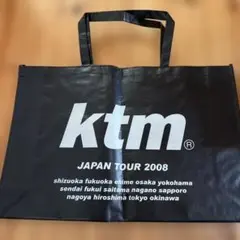 ktm®
JAPAN TOUR 2008
shizuoka fukuoka ehime osaka yokohama
sendai fukui saitama nagano sapporo
nagoya hiroshima tokyo okinawa